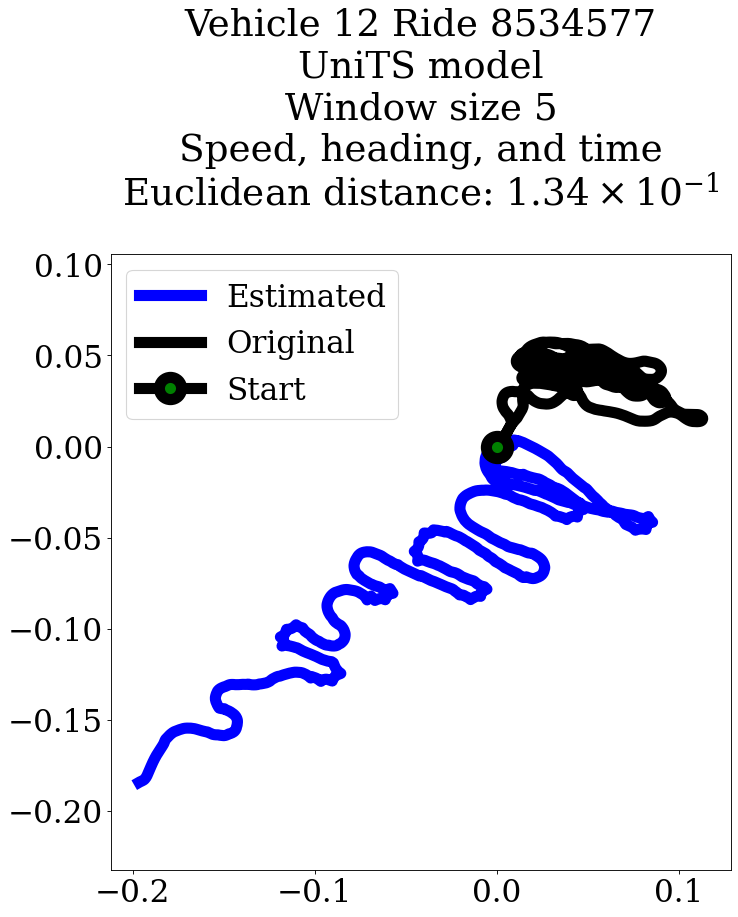 Vehicle 12 Ride 8534577
UniTS model
Window size 5
Speed, heading, and time
Euclidean distance: 1.34 × 10⁻¹
0.10
0.05
0.00
−0.05
−0.10
−0.15
−0.20
Estimated
Original
Start
−0.2 −0.1 0.0 0.1